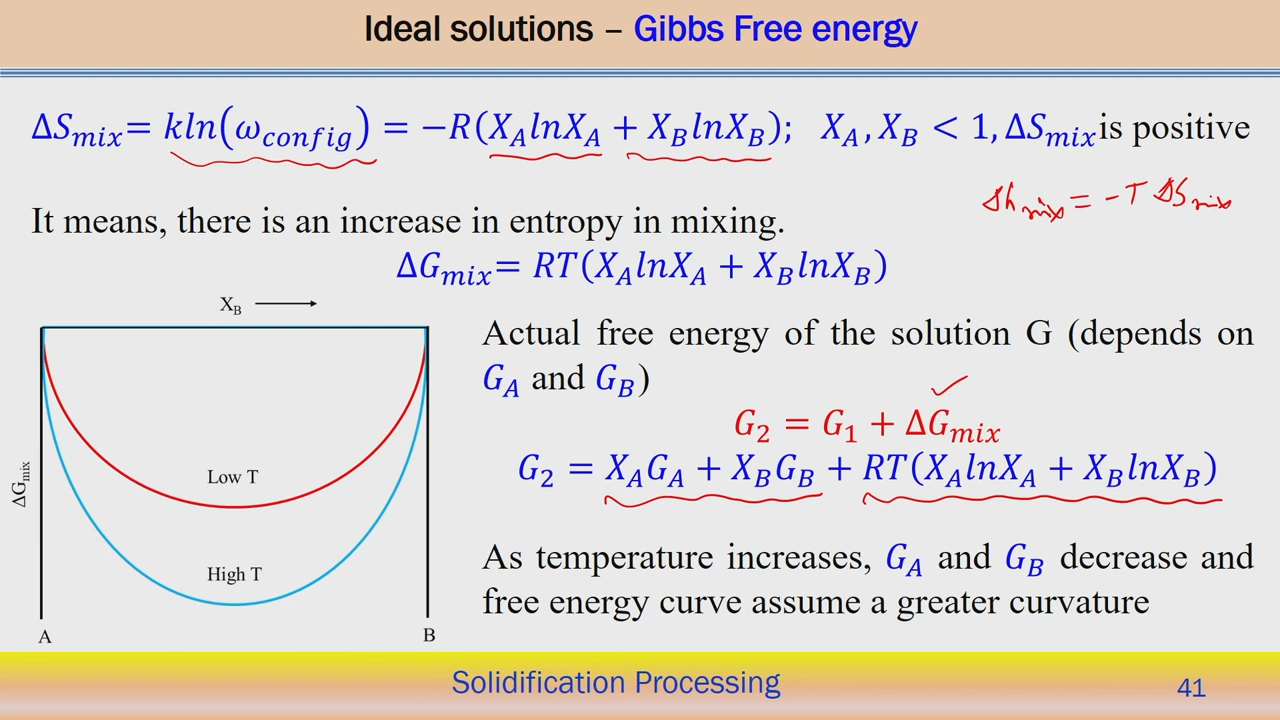 Ideal solutions – Gibbs Free energy
ΔS_mix = kln(ω_config) = −R(X_A lnX_A + X_B lnX_B); X_A, X_B < 1, ΔS_mix is positive
Δh_mix = −T ΔS_mix
It means, there is an increase in entropy in mixing.
ΔG_mix = RT(X_A lnX_A + X_B lnX_B)
X_B
Actual free energy of the solution G (depends on
G_A and G_B)
G_2 = G_1 + ΔG_mix
G_2 = X_A G_A + X_B G_B + RT(X_A lnX_A + X_B lnX_B)
ΔG_mix
Low T
High T
A
B
As temperature increases, G_A and G_B decrease and
free energy curve assume a greater curvature
Solidification Processing
41